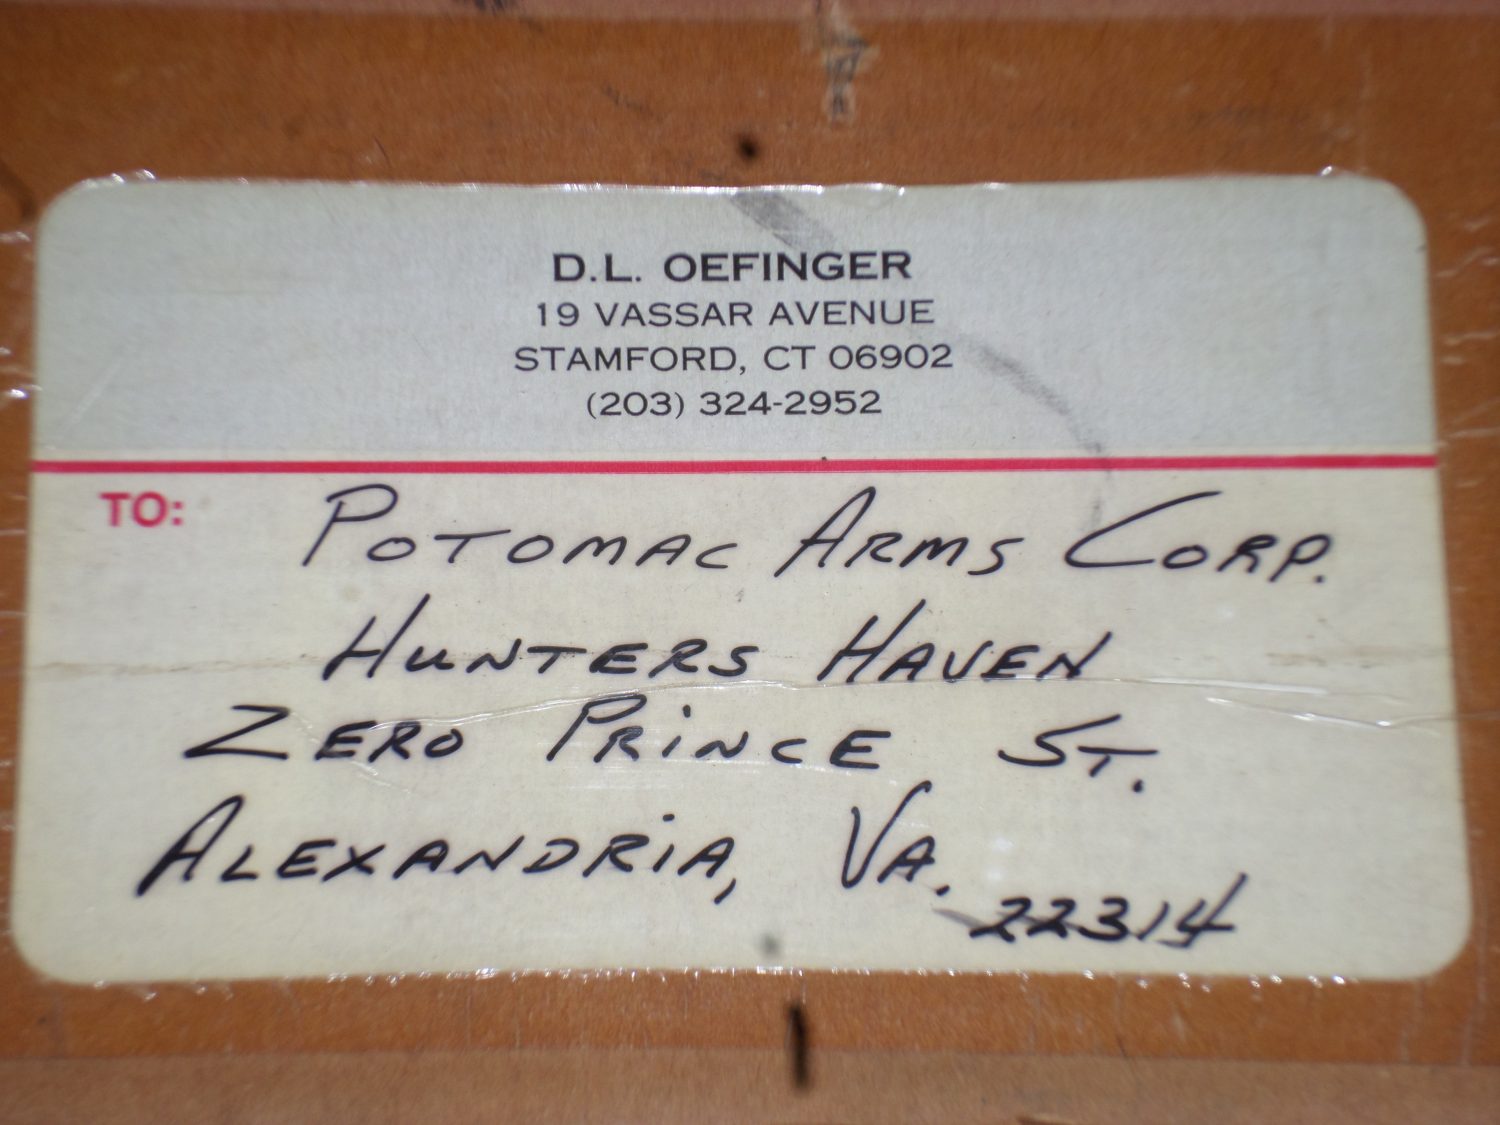 D.L. OEFINGER
19 VASSAR AVENUE
STAMFORD, CT 06902
(203) 324-2952
TO: POTOMAC ARMS CORP.
HUNTERS HAVEN
ZERO PRINCE ST.
ALEXANDRIA, VA. 22314